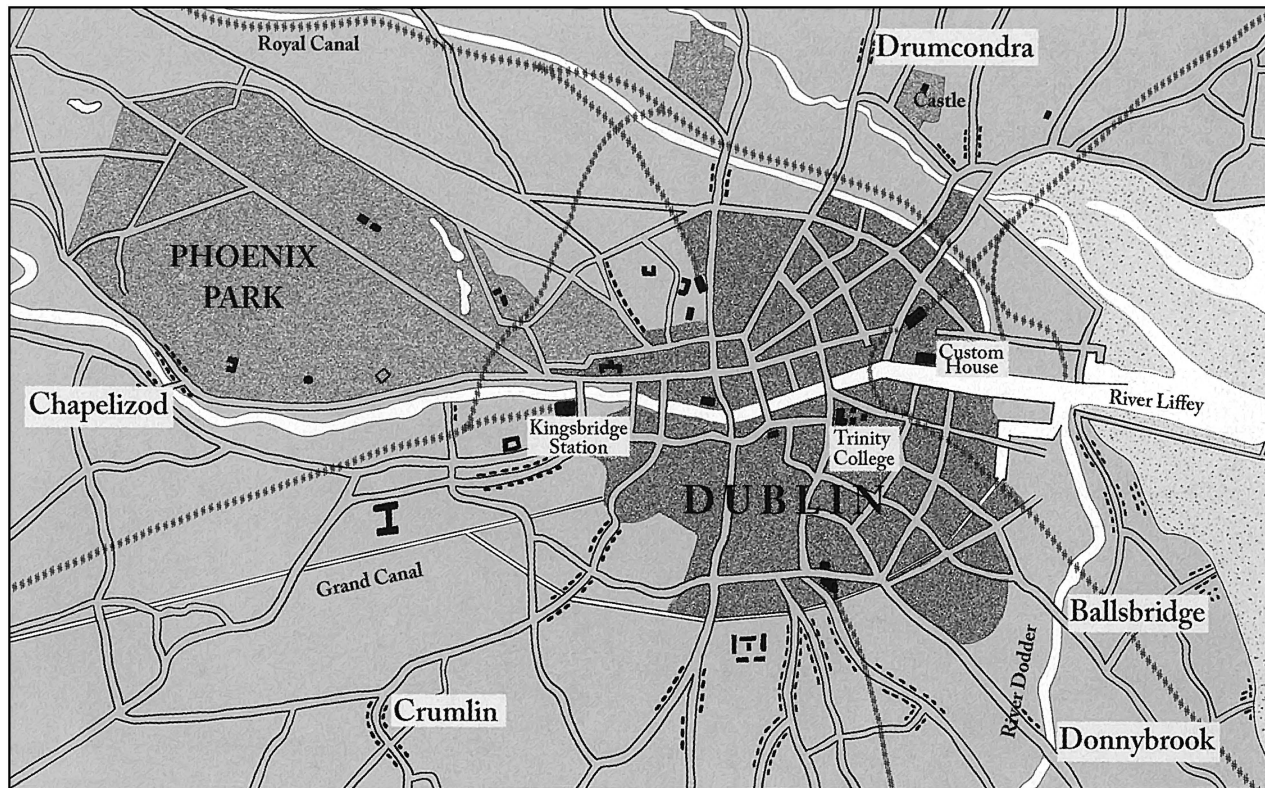 Royal Canal
Drumcondra
Castle
PHOENIX
PARK
Custom
House
River Liffey
Chapelizod
Kingsbridge
Station
Trinity
College
DUBLIN
Grand Canal
Ballsbridge
River Dodder
Crumlin
Donnybrook